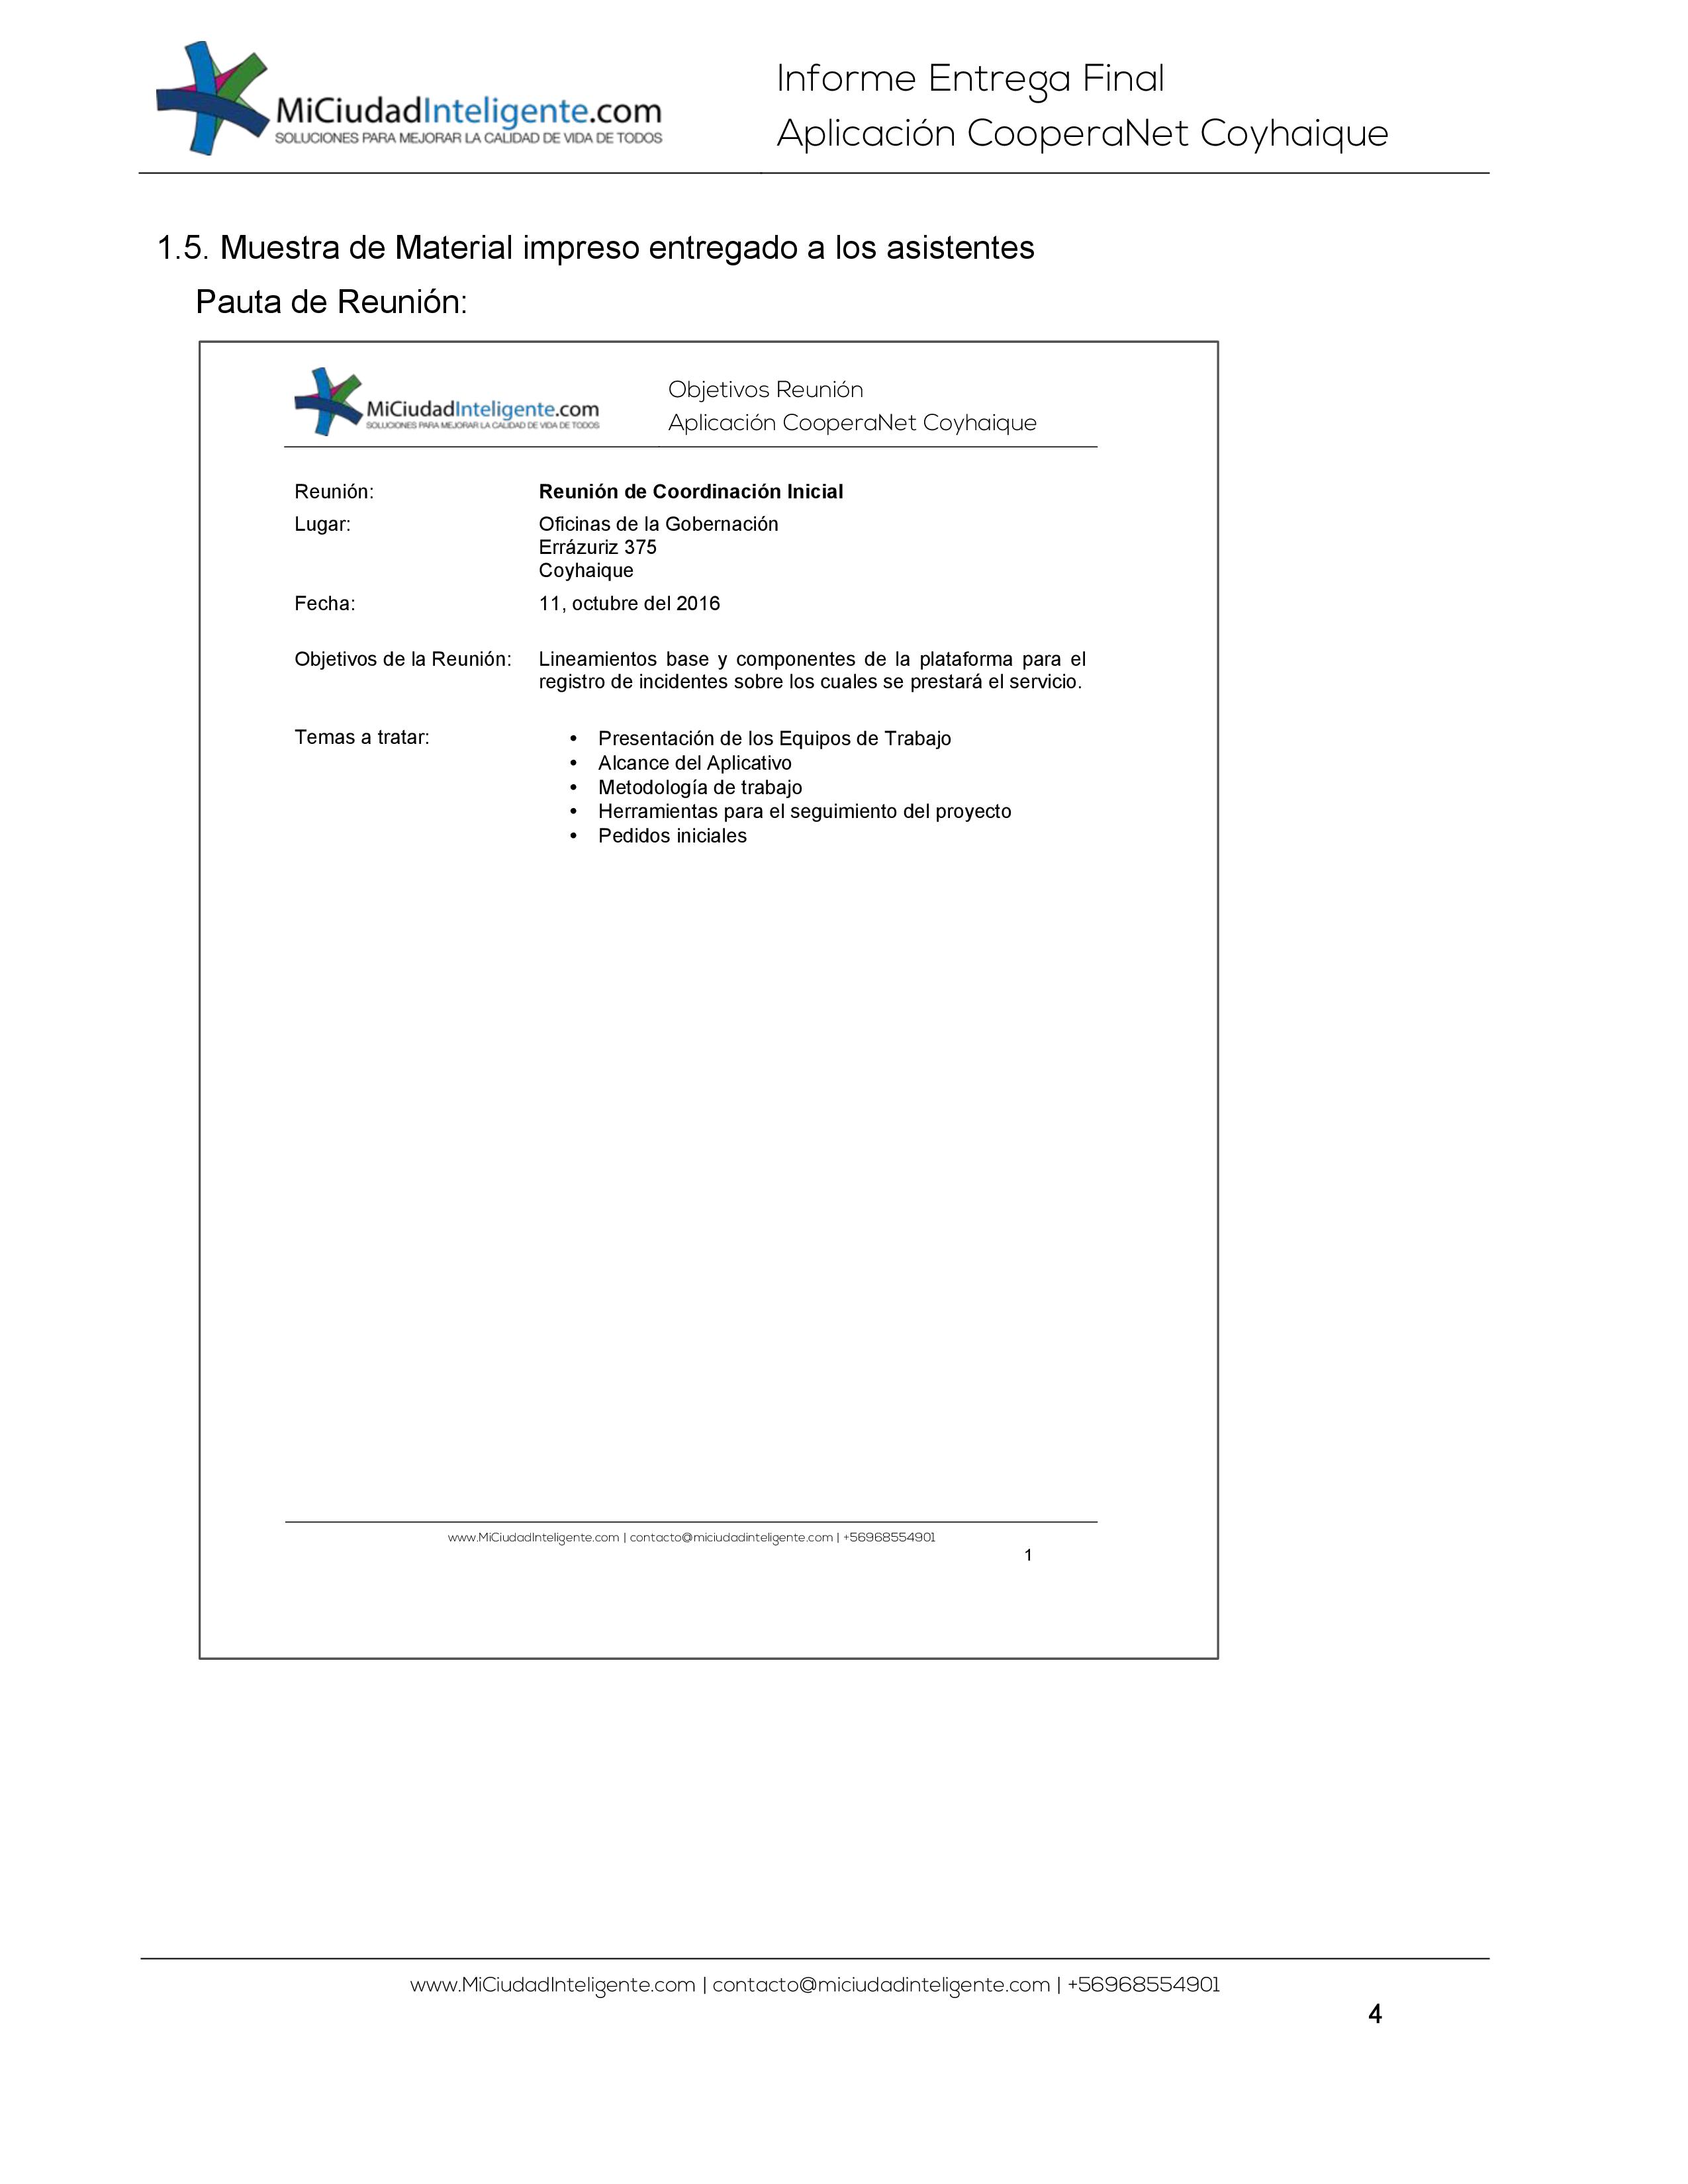 MiCiudadInteligente.com
SOLUCIONES PARA MEJORAR LA CALIDAD DE VIDA DE TODOS
Informe Entrega Final
Aplicación CooperaNet Coyhaique
1.5. Muestra de Material impreso entregado a los asistentes
Pauta de Reunión:
MiCiudadInteligente.com
SOLUCIONES PARA MEJORAR LA CALIDAD DE VIDA DE TODOS
Objetivos Reunión
Aplicación CooperaNet Coyhaique
Reunión: Reunión de Coordinación Inicial
Lugar: Oficinas de la Gobernación
Errázuriz 375
Coyhaique
Fecha: 11, octubre del 2016
Objetivos de la Reunión: Lineamientos base y componentes de la plataforma para el
registro de incidentes sobre los cuales se prestará el servicio.
Temas a tratar: • Presentación de los Equipos de Trabajo
• Alcance del Aplicativo
• Metodología de trabajo
• Herramientas para el seguimiento del proyecto
• Pedidos iniciales
www.MiCiudadInteligente.com | contacto@miciudadinteligente.com | +56968554901
1
www.MiCiudadInteligente.com | contacto@miciudadinteligente.com | +56968554901
4